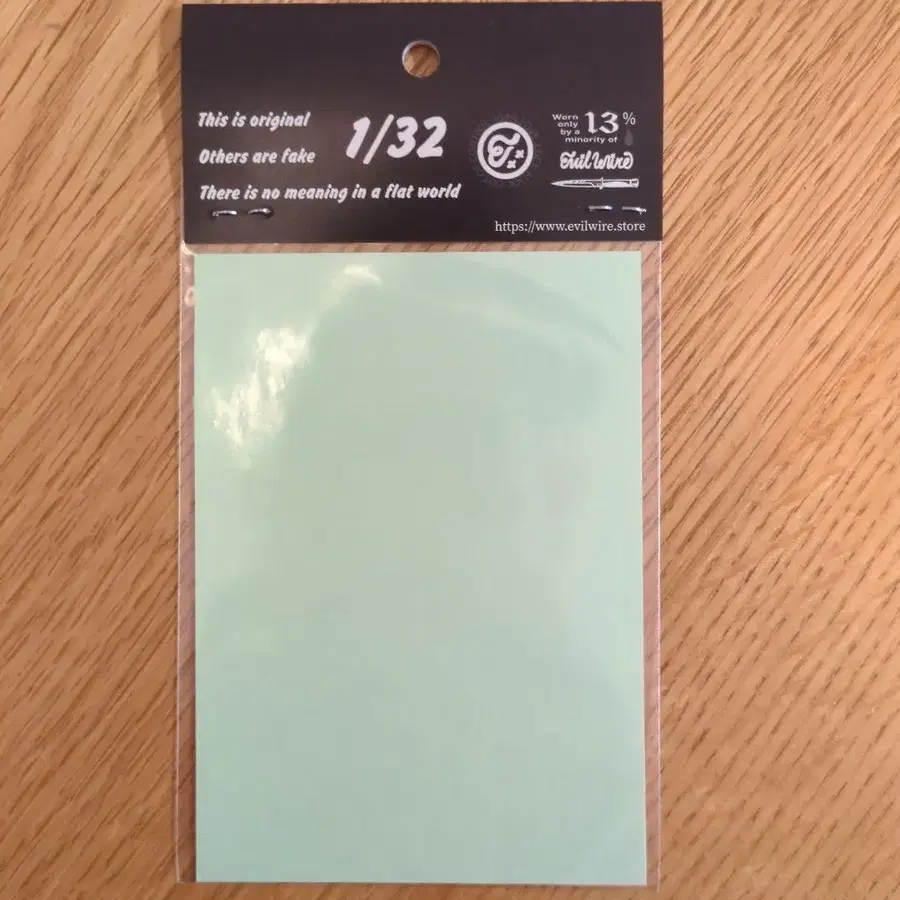 This is original
Others are fake
There is no meaning in a flat world
1/32
Worn
only
by a
minority of
13%
Evil Wire
https://www.evilwire.store